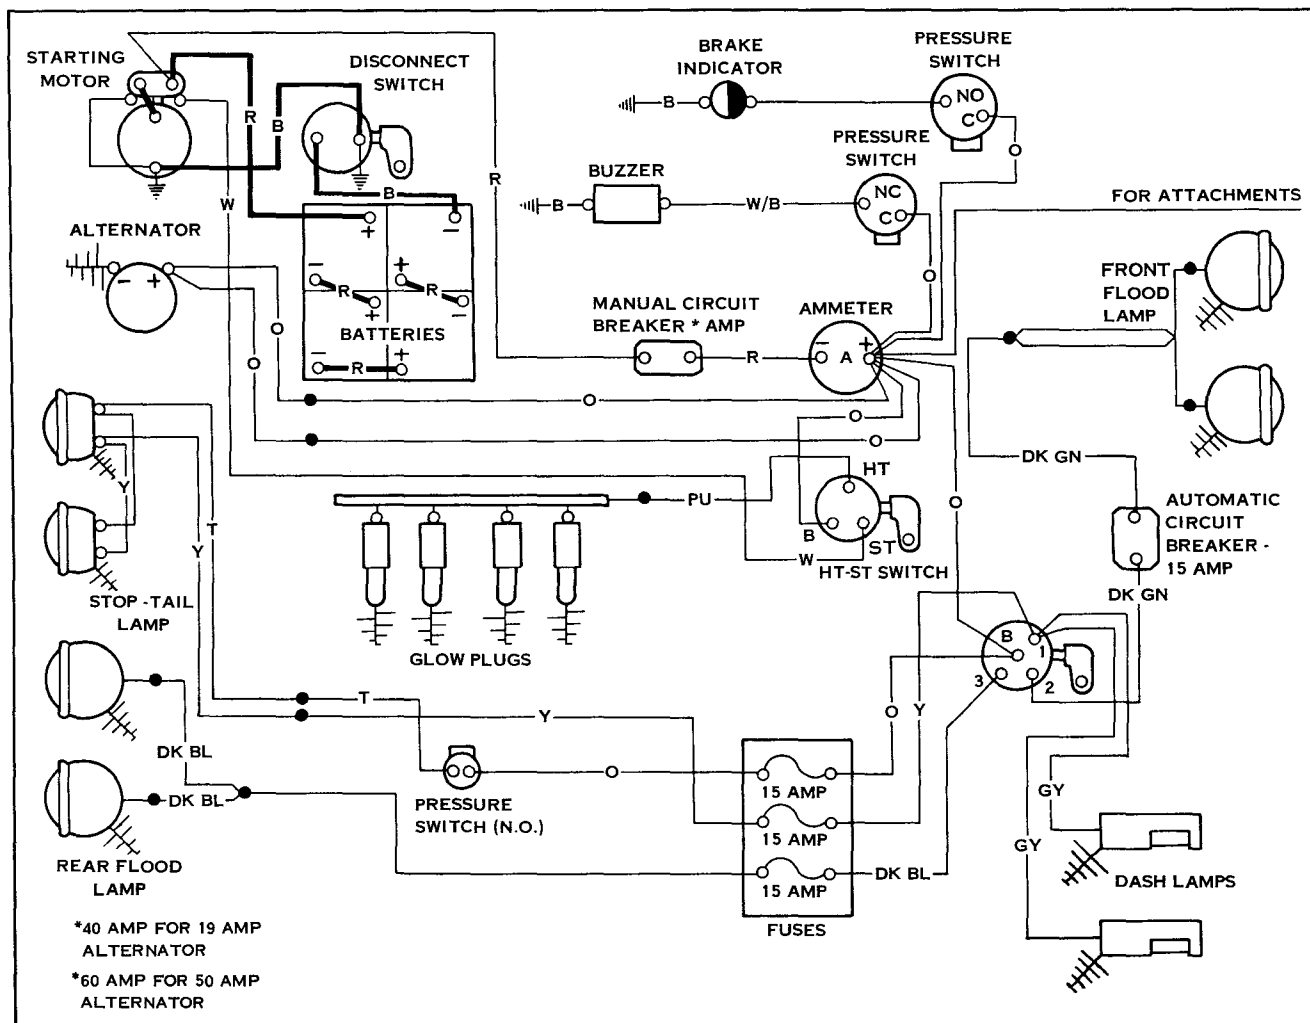 STARTING
MOTOR
DISCONNECT
SWITCH
BRAKE
INDICATOR
PRESSURE
SWITCH
B
NO
C
PRESSURE
SWITCH
O
R
B
R
W
BUZZER
B
W/B
NC
C
B
FOR ATTACHMENTS
+
-
ALTERNATOR
- +
O
O
-
+
R
+
R
-
BATTERIES
-
R
+
O
FRONT
FLOOD
LAMP
MANUAL CIRCUIT
BREAKER * AMP
AMMETER
R
-
A
+
O
O
O
Y
T
Y
PU
HT
B
ST
W
HT-ST SWITCH
O
DK GN
AUTOMATIC
CIRCUIT
BREAKER -
15 AMP
DK GN
STOP-TAIL
LAMP
GLOW PLUGS
B
1
3
2
T
Y
O
Y
DK BL
DK BL
O
15 AMP
15 AMP
15 AMP
DK BL
PRESSURE
SWITCH (N.O.)
REAR FLOOD
LAMP
FUSES
GY
GY
DASH LAMPS
*40 AMP FOR 19 AMP
ALTERNATOR
*60 AMP FOR 50 AMP
ALTERNATOR